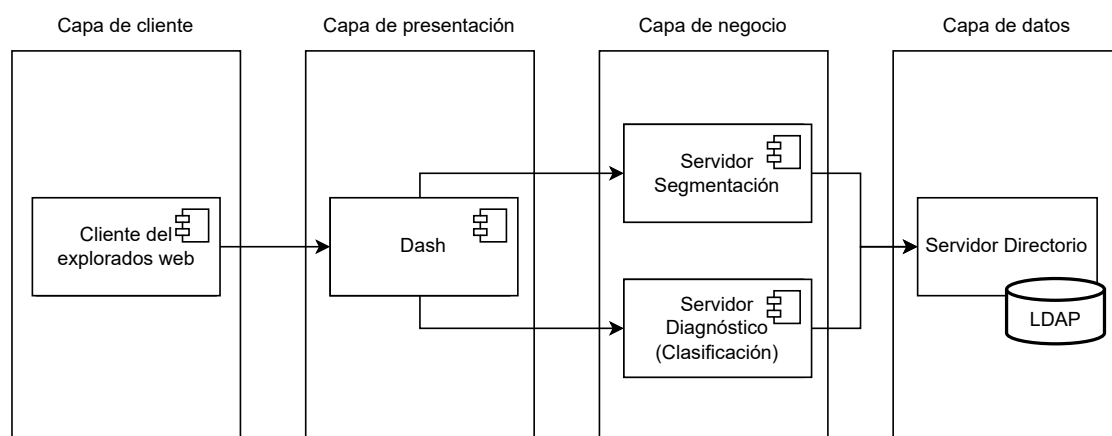 Capa de cliente
Capa de presentación
Capa de negocio
Capa de datos
Cliente del
explorados web
Dash
Servidor
Segmentación
Servidor
Diagnóstico
(Clasificación)
Servidor Directorio
LDAP